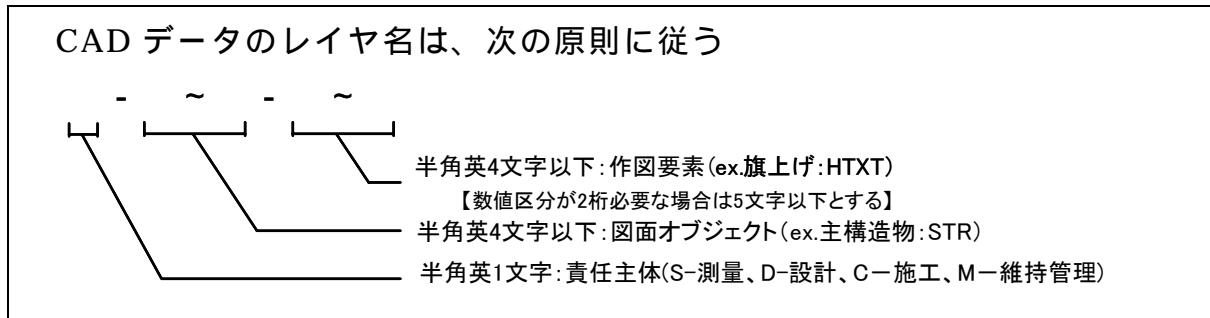 CAD データのレイヤ名は、次の原則に従う
- ~ - ~
半角英4文字以下:作図要素(ex.旗上げ:HTXT)
【数値区分が2桁必要な場合は5文字以下とする】
半角英4文字以下:図面オブジェクト(ex.主構造物:STR)
半角英1文字:責任主体(S-測量、D-設計、C－施工、M－維持管理)